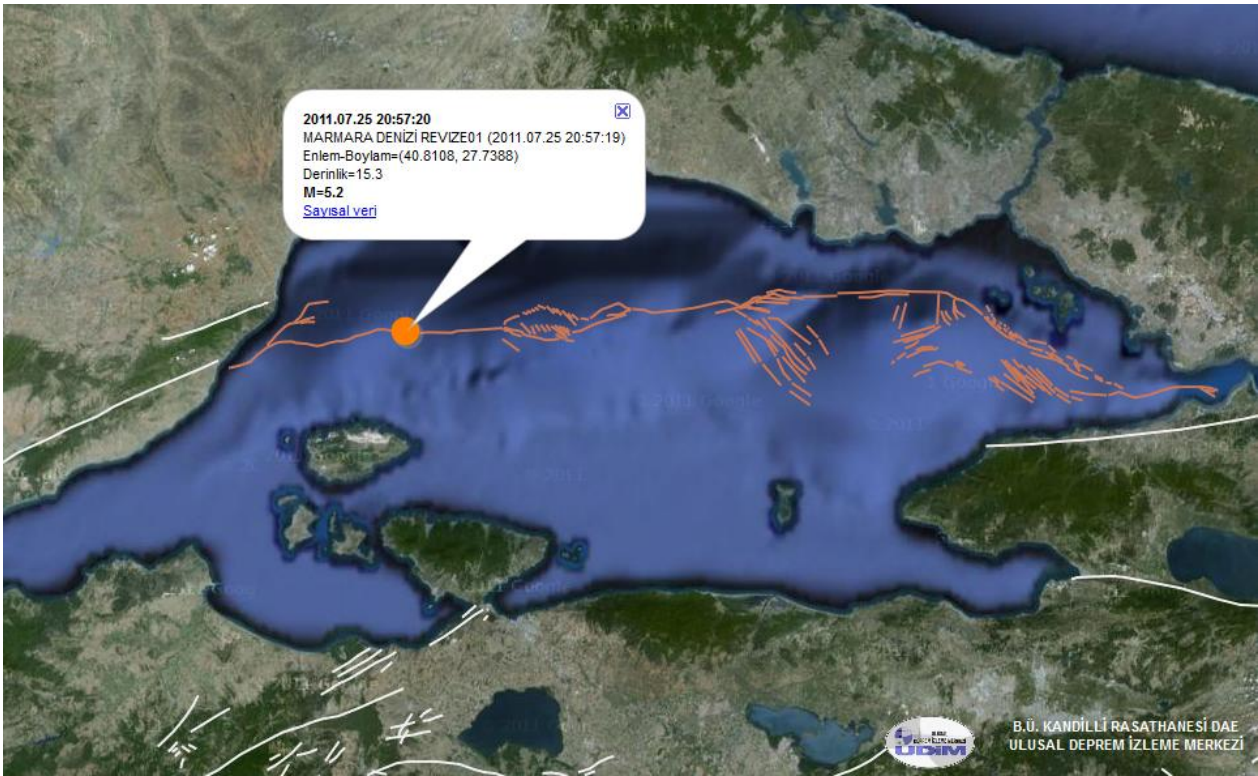 2011.07.25 20:57:20
MARMARA DENİZİ REVIZE01 (2011.07.25 20:57:19)
Enlem-Boylam=(40.8108, 27.7388)
Derinlik=15.3
M=5.2
Sayısal veri
B.Ü. KANDİLLİ RASATHANESİ DAE
ULUSAL DEPREM İZLEME MERKEZİ
UDİM